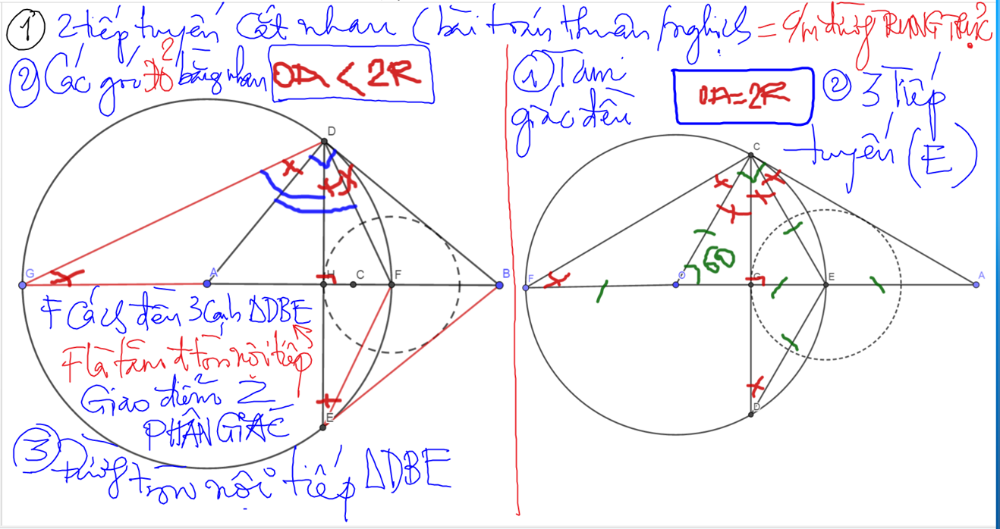 ① 2 tiếp tuyến cắt nhau (bài toán thuận/nghịch = c/m đường TRUNG TRỰC
② Các góc đỏ bằng nhau
2
OA < 2R
① Tam
giác đều
OA = 2R
② 3 Tiếp
tuyến (E)
D
G
A
H
C
F
B
E
F cách đều 3 cạnh ΔDBE
F là tâm đ tròn nội tiếp
Giao điểm 2
PHÂN GIÁC
③ Đường tròn nội tiếp ΔDBE
C
60
F
O
G
E
A
D